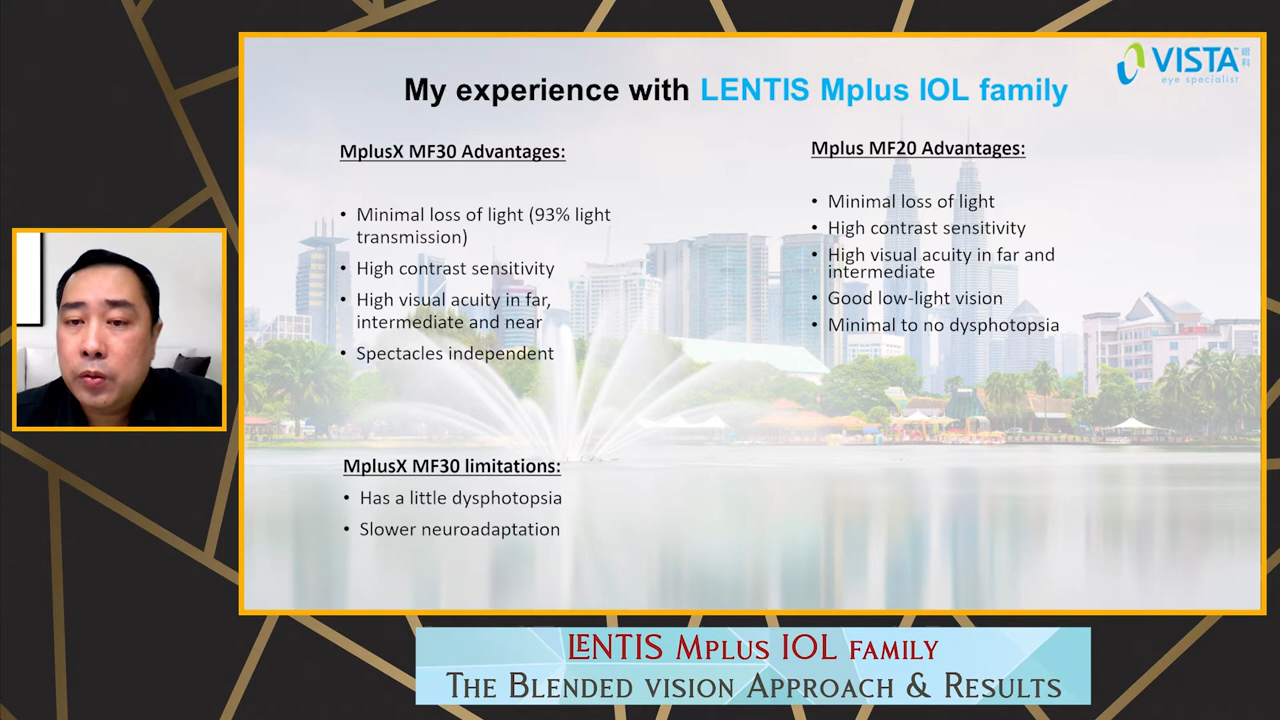 VISTA
眼科
eye specialist
My experience with LENTIS Mplus IOL family
MplusX MF30 Advantages:
• Minimal loss of light (93% light
transmission)
• High contrast sensitivity
• High visual acuity in far,
intermediate and near
• Spectacles independent
Mplus MF20 Advantages:
• Minimal loss of light
• High contrast sensitivity
• High visual acuity in far and
intermediate
• Good low-light vision
• Minimal to no dysphotopsia
MplusX MF30 limitations:
• Has a little dysphotopsia
• Slower neuroadaptation
LENTIS Mplus IOL family
The Blended vision Approach & Results